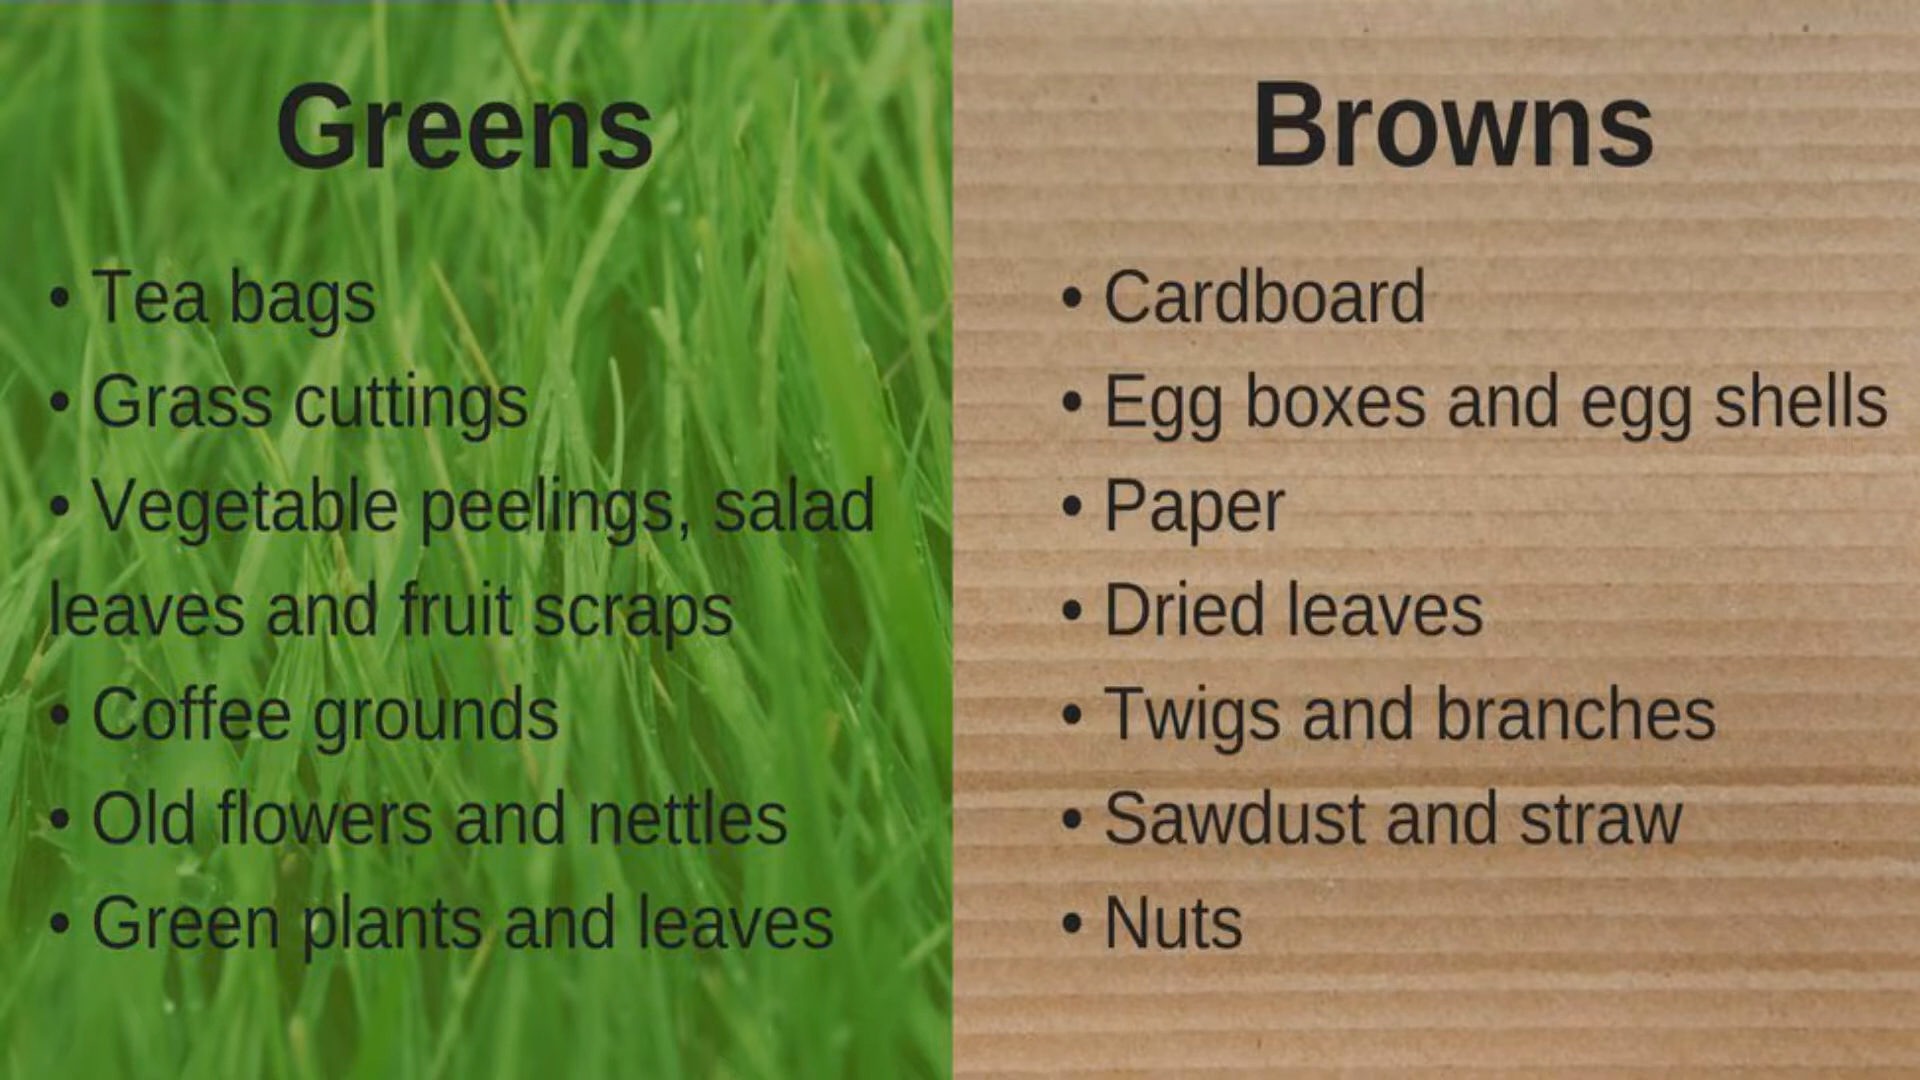 Greens
• Tea bags
• Grass cuttings
• Vegetable peelings, salad
leaves and fruit scraps
• Coffee grounds
• Old flowers and nettles
• Green plants and leaves
Browns
• Cardboard
• Egg boxes and egg shells
• Paper
• Dried leaves
• Twigs and branches
• Sawdust and straw
• Nuts